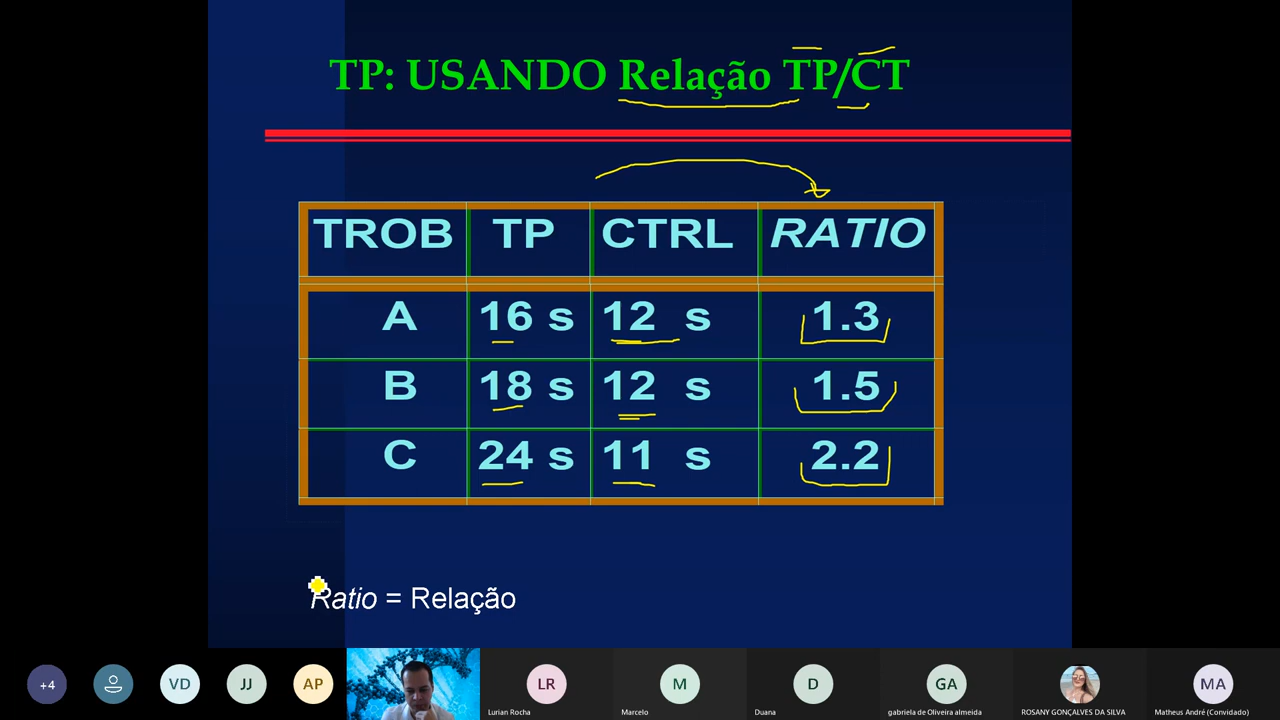 TP: USANDO Relação TP/CT
TROB TP CTRL RATIO
A 16 s 12 s 1.3
B 18 s 12 s 1.5
C 24 s 11 s 2.2
Ratio = Relação
+4 VD JJ AP LR M D GA MA
Lurian Rocha Marcelo Duana gabriela de Oliveira almeida ROSANY GONÇALVES DA SILVA Matheus André (Convidado)